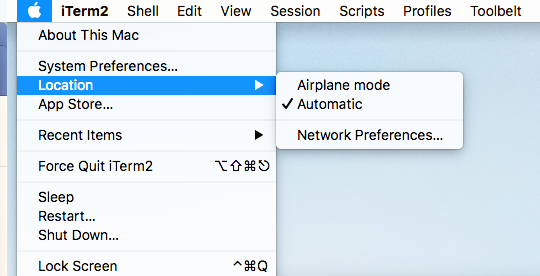 iTerm2 Shell Edit View Session Scripts Profiles Toolbelt
About This Mac
System Preferences...
Location
Airplane mode
App Store...
✓ Automatic
Recent Items
Network Preferences...
Force Quit iTerm2 ⌥⇧⌘⎋
Sleep
Restart...
Shut Down...
Lock Screen ^⌘Q